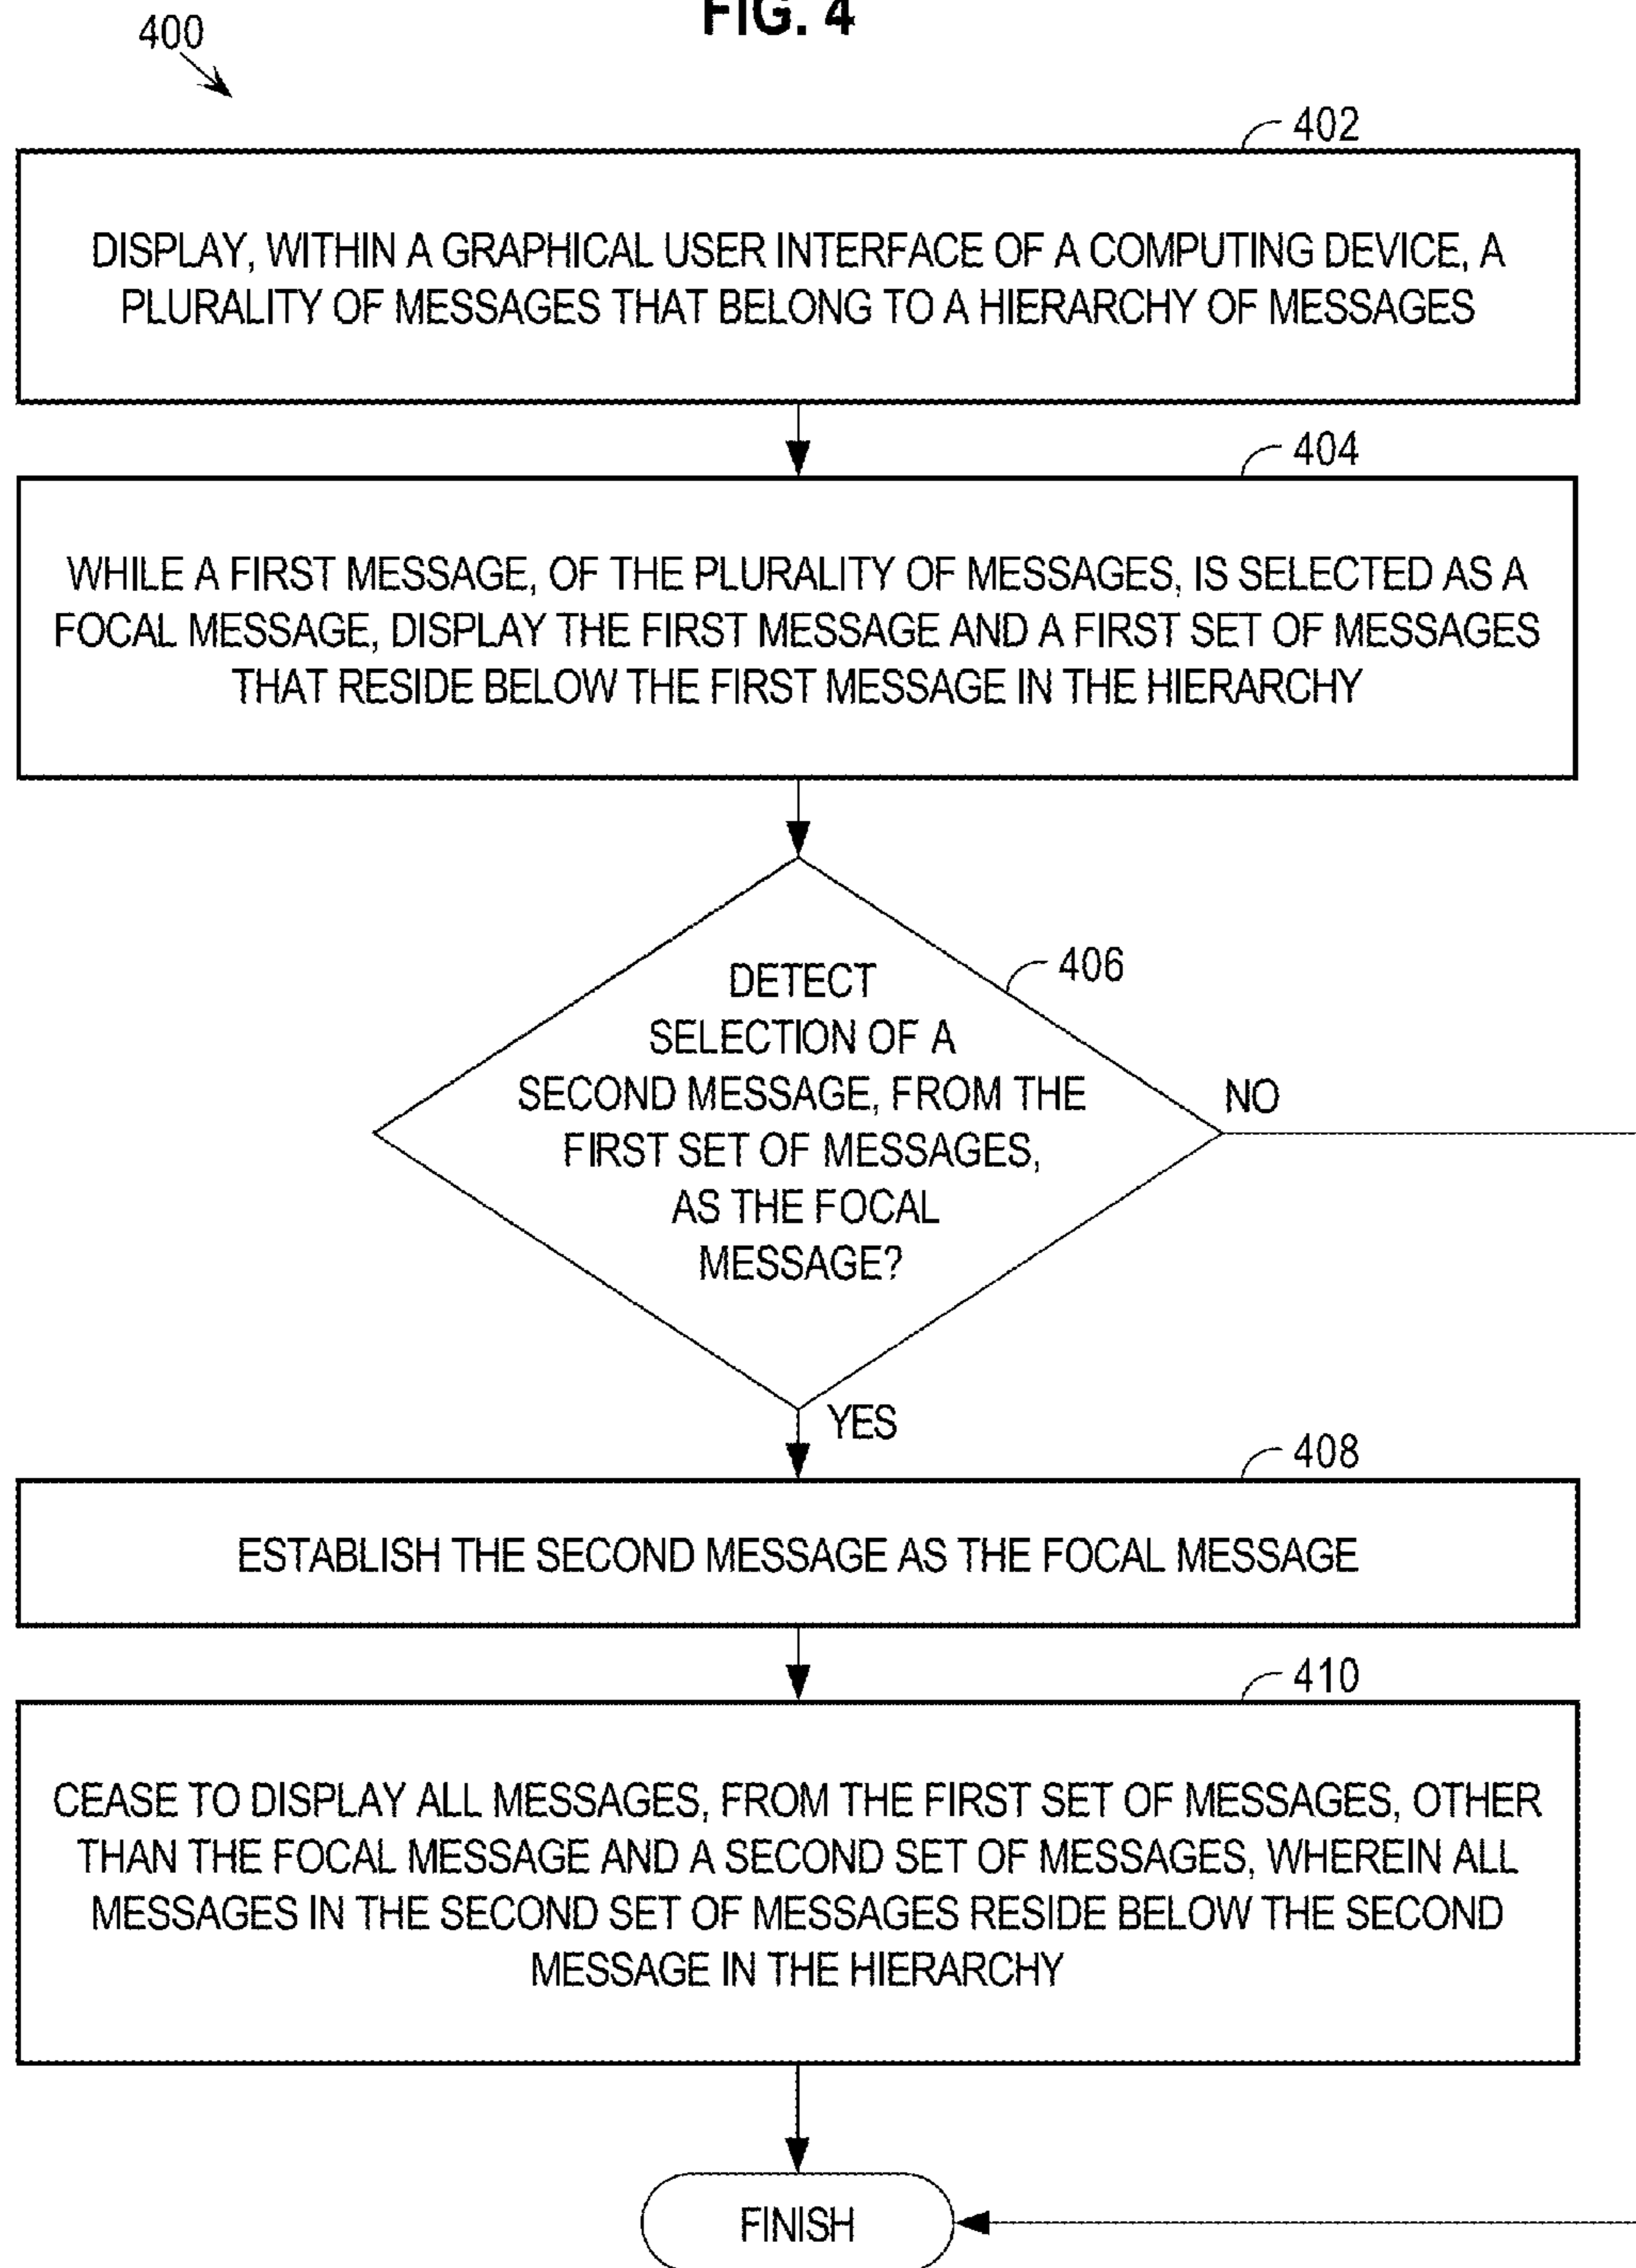 FIG. 4
400
402
DISPLAY, WITHIN A GRAPHICAL USER INTERFACE OF A COMPUTING DEVICE, A
PLURALITY OF MESSAGES THAT BELONG TO A HIERARCHY OF MESSAGES
404
WHILE A FIRST MESSAGE, OF THE PLURALITY OF MESSAGES, IS SELECTED AS A
FOCAL MESSAGE, DISPLAY THE FIRST MESSAGE AND A FIRST SET OF MESSAGES
THAT RESIDE BELOW THE FIRST MESSAGE IN THE HIERARCHY
406
DETECT
SELECTION OF A
SECOND MESSAGE, FROM THE
FIRST SET OF MESSAGES,
AS THE FOCAL
MESSAGE?
NO
YES
408
ESTABLISH THE SECOND MESSAGE AS THE FOCAL MESSAGE
410
CEASE TO DISPLAY ALL MESSAGES, FROM THE FIRST SET OF MESSAGES, OTHER
THAN THE FOCAL MESSAGE AND A SECOND SET OF MESSAGES, WHEREIN ALL
MESSAGES IN THE SECOND SET OF MESSAGES RESIDE BELOW THE SECOND
MESSAGE IN THE HIERARCHY
FINISH